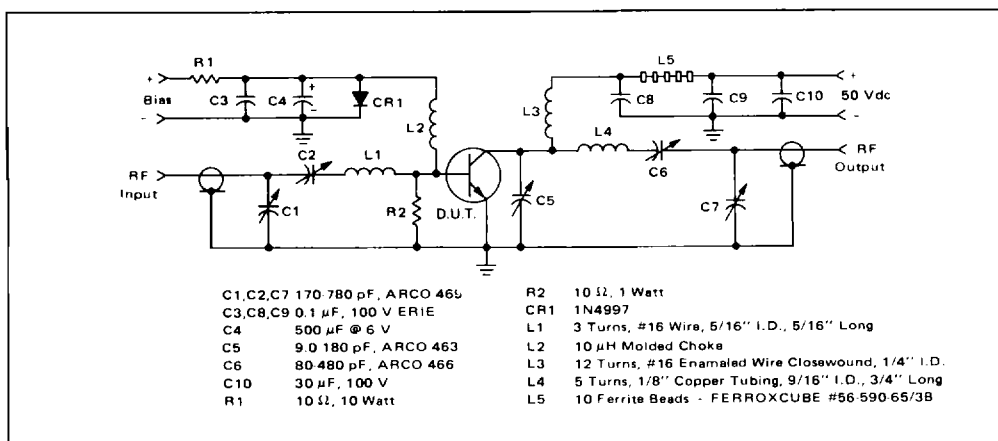 R1
L5
+
Bias
-
C3
C4
+
-
CR1
L2
L3
C8
C9
C10
+
50 Vdc
-
RF
Input
C1
C2
L1
R2
D.U.T.
C5
L4
C6
C7
RF
Output
C1,C2,C7 170-780 pF, ARCO 469
C3,C8,C9 0.1 µF, 100 V ERIE
C4 500 µF @ 6 V
C5 9.0 180 pF, ARCO 463
C6 80-480 pF, ARCO 466
C10 30 µF, 100 V
R1 10 Ω, 10 Watt
R2 10 Ω, 1 Watt
CR1 1N4997
L1 3 Turns, #16 Wire, 5/16" I.D., 5/16" Long
L2 10 µH Molded Choke
L3 12 Turns, #16 Enameled Wire Closewound, 1/4" I.D.
L4 5 Turns, 1/8" Copper Tubing, 9/16" I.D., 3/4" Long
L5 10 Ferrite Beads - FERROXCUBE #56-590-65/3B